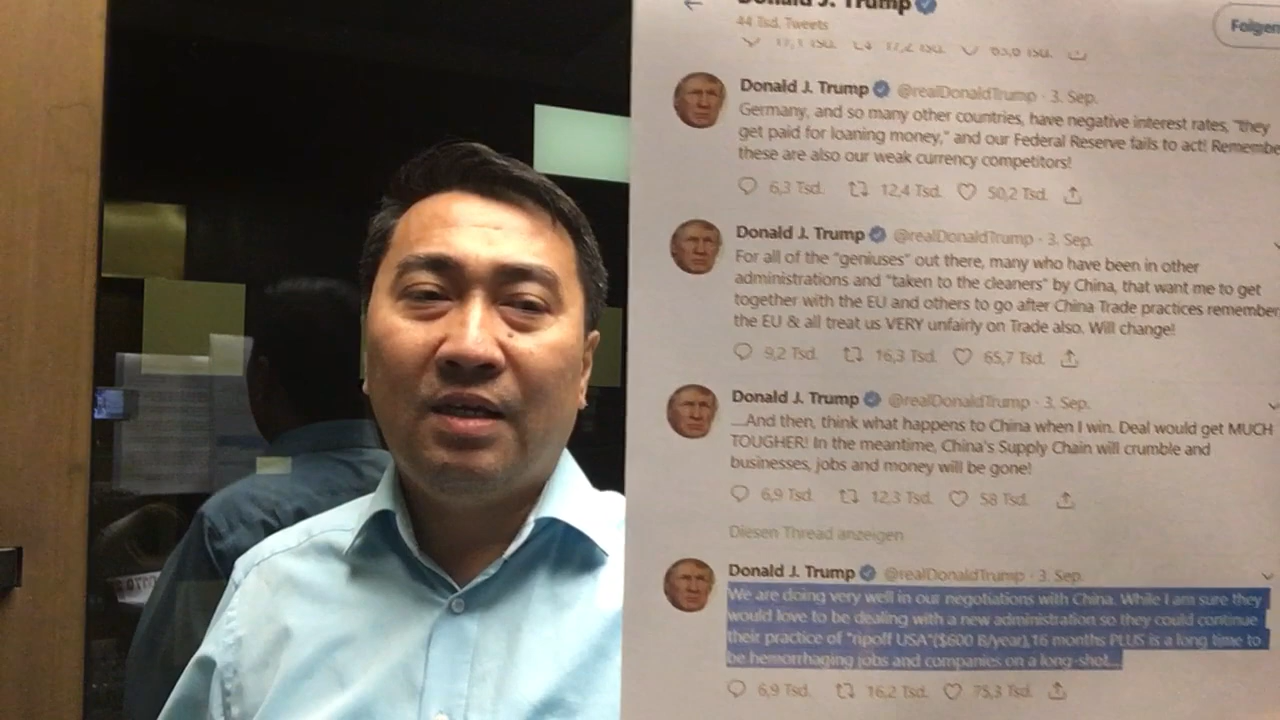 Donald J. Trump
44 Tsd. Tweets
Folgen
Donald J. Trump @realDonaldTrump · 3. Sep.
Germany, and so many other countries, have negative interest rates, "they
get paid for loaning money," and our Federal Reserve fails to act! Remembe
these are also our weak currency competitors!
6,3 Tsd. 12,4 Tsd. 50,2 Tsd.
Donald J. Trump @realDonaldTrump · 3. Sep.
For all of the "geniuses" out there, many who have been in other
administrations and "taken to the cleaners" by China, that want me to get
together with the EU and others to go after China Trade practices remember
the EU & all treat us VERY unfairly on Trade also. Will change!
9,2 Tsd. 16,3 Tsd. 65,7 Tsd.
Donald J. Trump @realDonaldTrump · 3. Sep.
....And then, think what happens to China when I win. Deal would get MUCH
TOUGHER! In the meantime, China's Supply Chain will crumble and
businesses, jobs and money will be gone!
6,9 Tsd. 12,3 Tsd. 58 Tsd.
Diesen Thread anzeigen
Donald J. Trump @realDonaldTrump · 3. Sep.
We are doing very well in our negotiations with China. While I am sure they
would love to be dealing with a new administration so they could continue
their practice of "ripoff USA"($600 B/year),16 months PLUS is a long time to
be hemorrhaging jobs and companies on a long-shot....
6,9 Tsd. 16,2 Tsd. 75,3 Tsd.